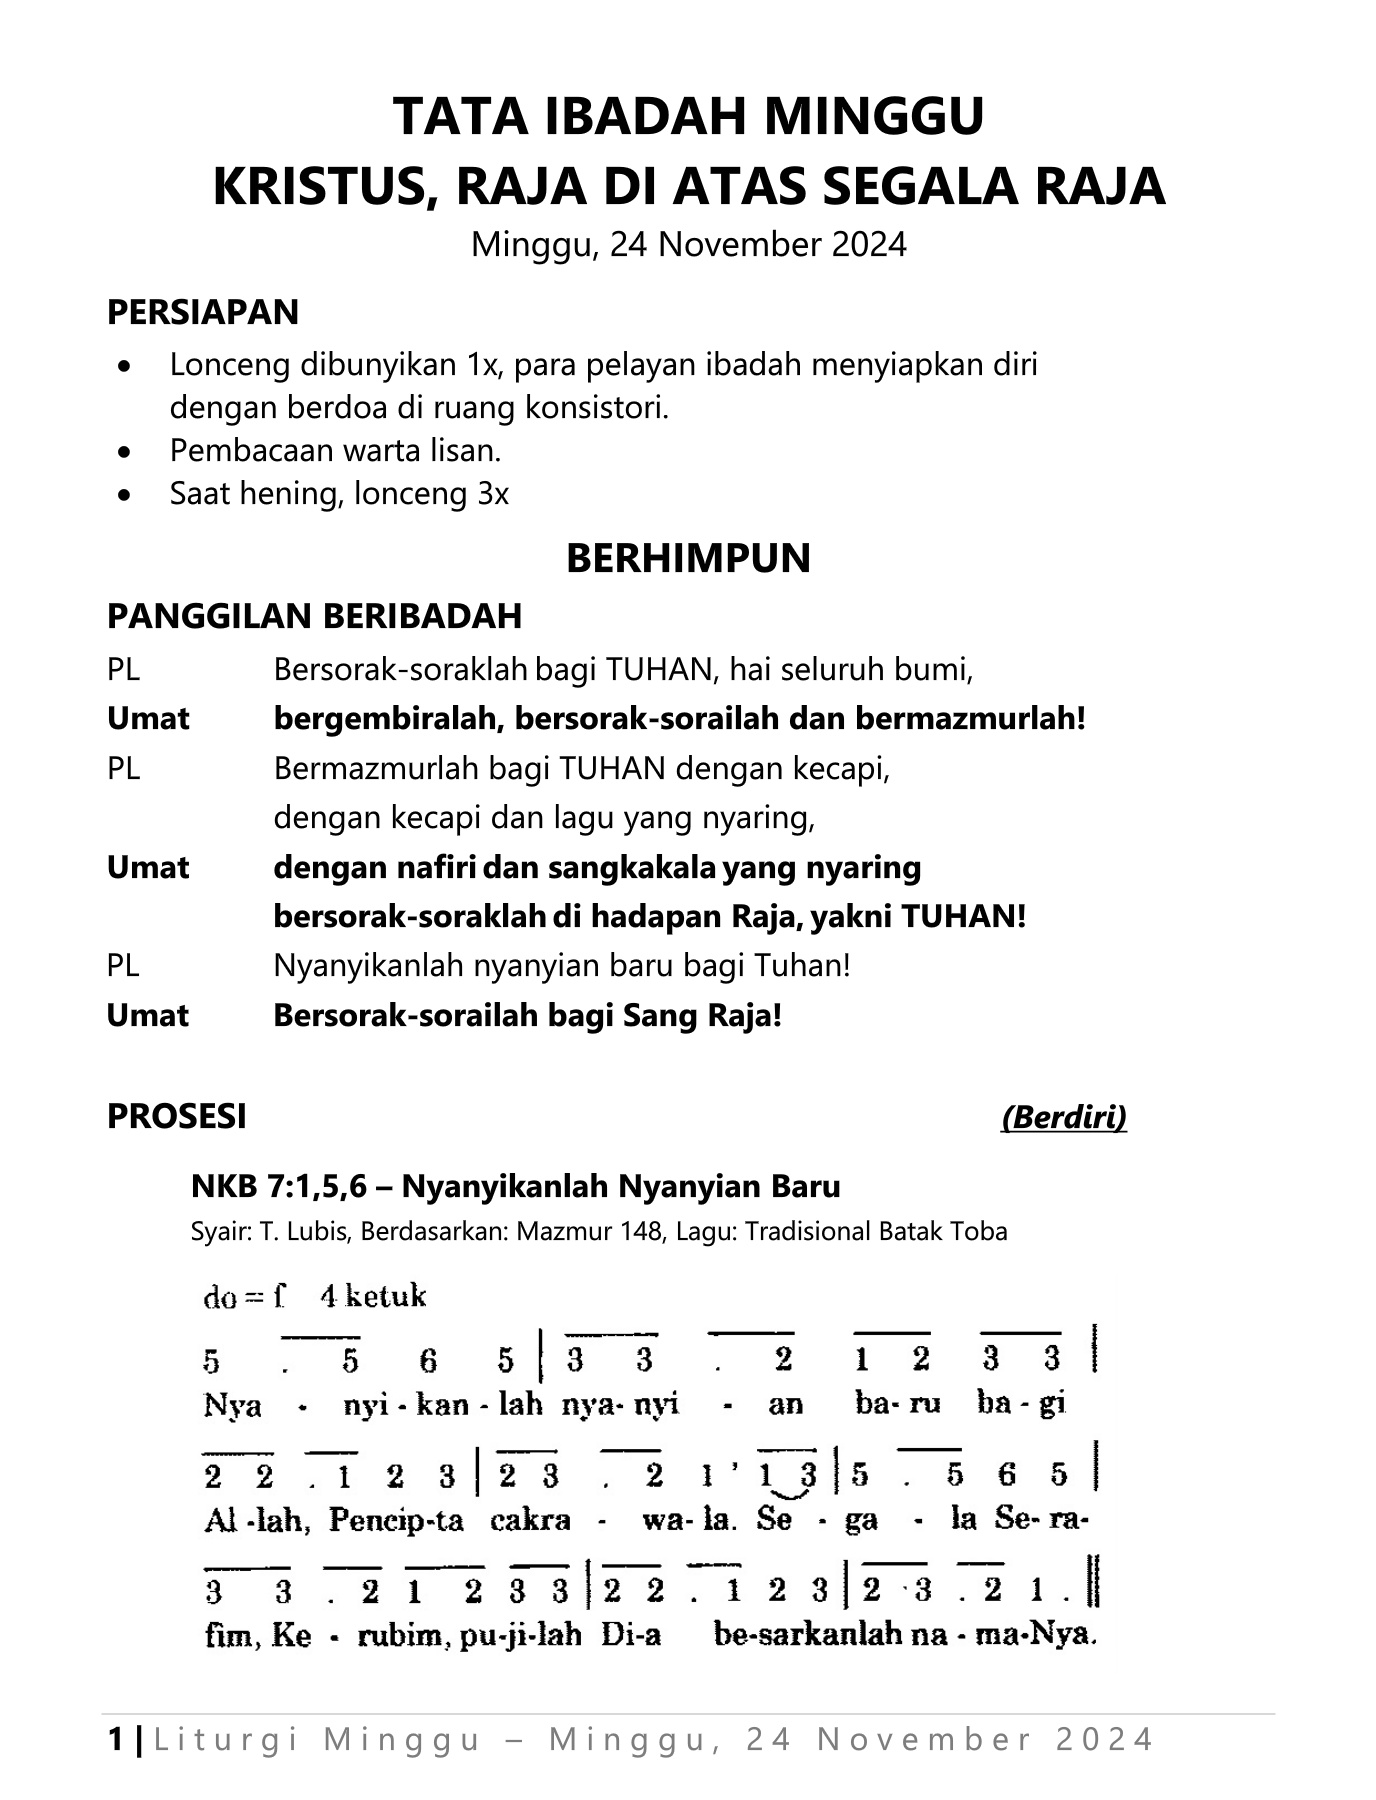 TATA IBADAH MINGGU
KRISTUS, RAJA DI ATAS SEGALA RAJA
Minggu, 24 November 2024
PERSIAPAN
• Lonceng dibunyikan 1x, para pelayan ibadah menyiapkan diri
dengan berdoa di ruang konsistori.
• Pembacaan warta lisan.
• Saat hening, lonceng 3x
BERHIMPUN
PANGGILAN BERIBADAH
PL Bersorak-soraklah bagi TUHAN, hai seluruh bumi,
Umat bergembiralah, bersorak-sorailah dan bermazmurlah!
PL Bermazmurlah bagi TUHAN dengan kecapi,
dengan kecapi dan lagu yang nyaring,
Umat dengan nafiri dan sangkakala yang nyaring
bersorak-soraklah di hadapan Raja, yakni TUHAN!
PL Nyanyikanlah nyanyian baru bagi Tuhan!
Umat Bersorak-sorailah bagi Sang Raja!
PROSESI (Berdiri)
NKB 7:1,5,6 – Nyanyikanlah Nyanyian Baru
Syair: T. Lubis, Berdasarkan: Mazmur 148, Lagu: Tradisional Batak Toba
do = f 4 ketuk
5 . 5 6 5 | 3 3 . 2 1 2 3 3 |
Nya - nyi - kan - lah nya- nyi - an ba- ru ba - gi
2 2 . 1 2 3 | 2 3 . 2 1 ' 1 3 | 5 . 5 6 5 |
Al -lah, Pencip-ta cakra - wa- la. Se - ga - la Se- ra-
3 3 . 2 1 2 3 3 | 2 2 . 1 2 3 | 2 3 . 2 1 . ||
fim, Ke - rubim, pu-ji-lah Di-a be-sarkanlah na - ma-Nya.
1 | Liturgi Minggu – Minggu, 24 November 2024